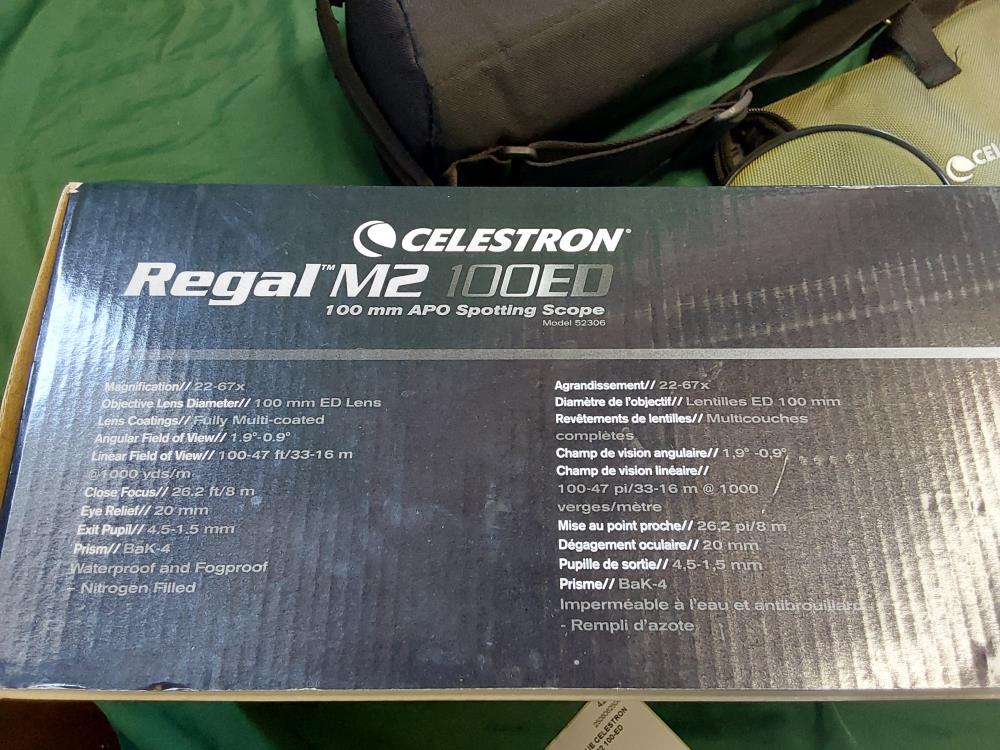 CELESTRON
Regal™ M2 100ED
100 mm APO Spotting Scope
Model 52306
Magnification// 22-67x
Objective Lens Diameter// 100 mm ED Lens
Lens Coatings// Fully Multi-coated
Angular Field of View// 1.9°-0.9°
Linear Field of View// 100-47 ft/33-16 m
@1000 yds/m
Close Focus// 26.2 ft/8 m
Eye Relief// 20 mm
Exit Pupil// 4.5-1.5 mm
Prism// BaK-4
Waterproof and Fogproof
- Nitrogen Filled
Agrandissement// 22-67x
Diamètre de l'objectif// Lentilles ED 100 mm
Revêtements de lentilles// Multicouches
complètes
Champ de vision angulaire// 1,9° -0,9°
Champ de vision linéaire//
100-47 pi/33-16 m @ 1000
verges/mètre
Mise au point proche// 26,2 pi/8 m
Dégagement oculaire// 20 mm
Pupille de sortie// 4,5-1,5 mm
Prisme// BaK-4
Imperméable à l'eau et antibrouillard
- Rempli d'azote
CEL
CELESTRON
100-ED